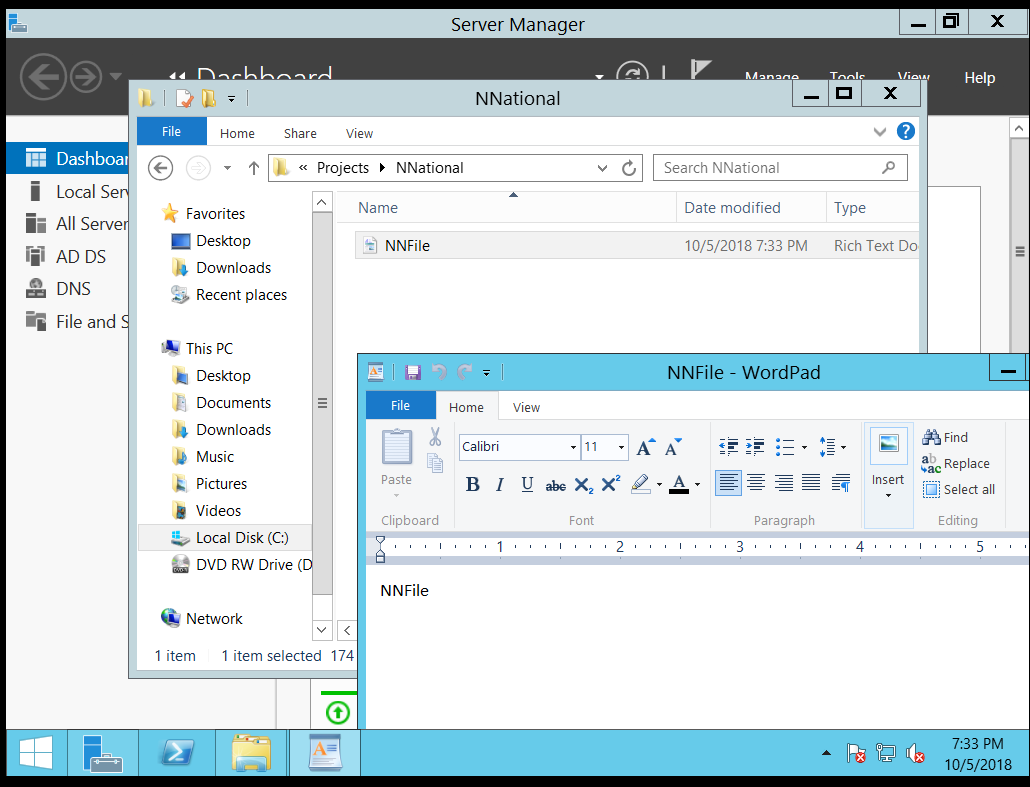 Server Manager
Dashboard
Manage Tools View Help
Dashboar
Local Serv
All Server
AD DS
DNS
File and S
NNational
File Home Share View
« Projects NNational
Search NNational
Favorites
Desktop
Downloads
Recent places
This PC
Desktop
Documents
Downloads
Music
Pictures
Videos
Local Disk (C:)
DVD RW Drive (D
Network
Name Date modified Type
NNFile 10/5/2018 7:33 PM Rich Text Do
1 item 1 item selected 174
NNFile - WordPad
File Home View
Paste
Clipboard
Calibri 11
B I U abc X2 X2 A
Font
Paragraph
Insert
Find
Replace
Select all
Editing
1 2 3 4 5
NNFile
7:33 PM
10/5/2018